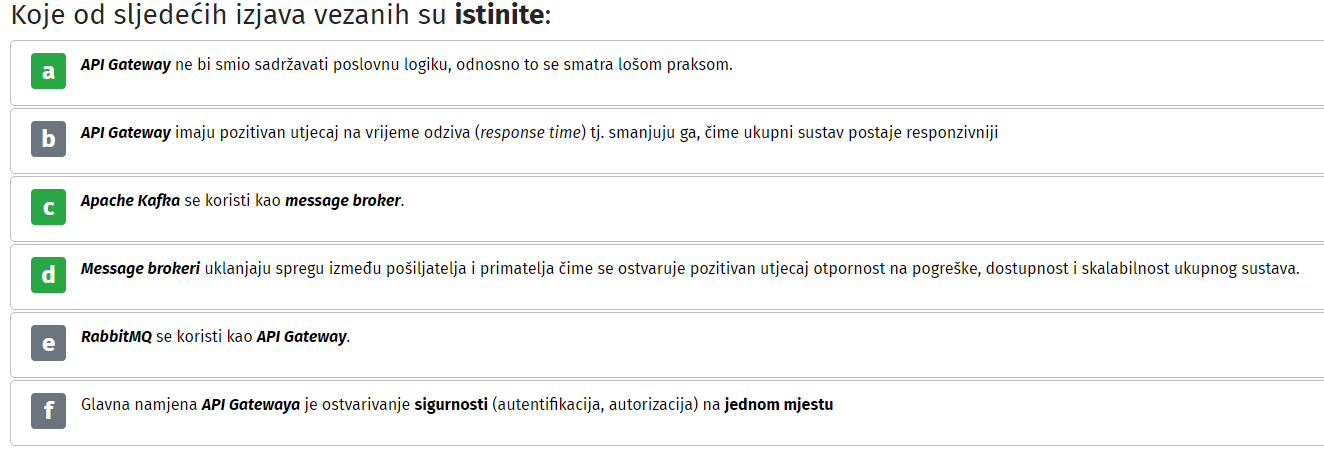 Koje od sljedećih izjava vezanih su istinite:
a API Gateway ne bi smio sadržavati poslovnu logiku, odnosno to se smatra lošom praksom.
b API Gateway imaju pozitivan utjecaj na vrijeme odziva (response time) tj. smanjuju ga, čime ukupni sustav postaje responzivniji
c Apache Kafka se koristi kao message broker.
d Message brokeri uklanjaju spregu između pošiljatelja i primatelja čime se ostvaruje pozitivan utjecaj otpornost na pogreške, dostupnost i skalabilnost ukupnog sustava.
e RabbitMQ se koristi kao API Gateway.
f Glavna namjena API Gatewaya je ostvarivanje sigurnosti (autentifikacija, autorizacija) na jednom mjestu